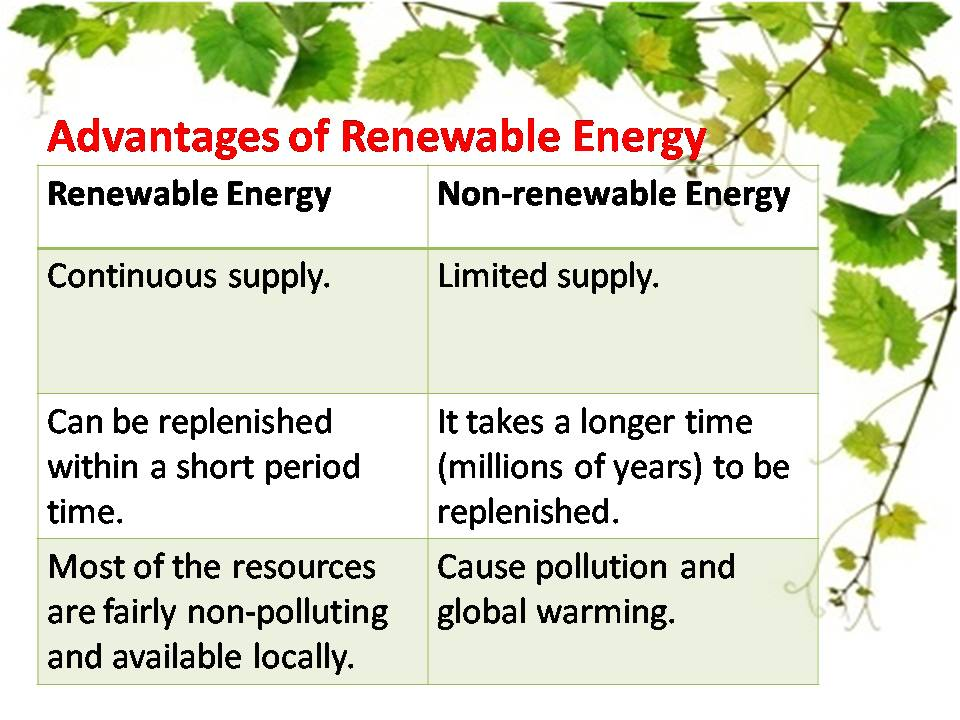 Advantages of Renewable Energy
Renewable Energy
Non-renewable Energy
Continuous supply.
Limited supply.
Can be replenished
within a short period
time.
It takes a longer time
(millions of years) to be
replenished.
Most of the resources
are fairly non-polluting
and available locally.
Cause pollution and
global warming.